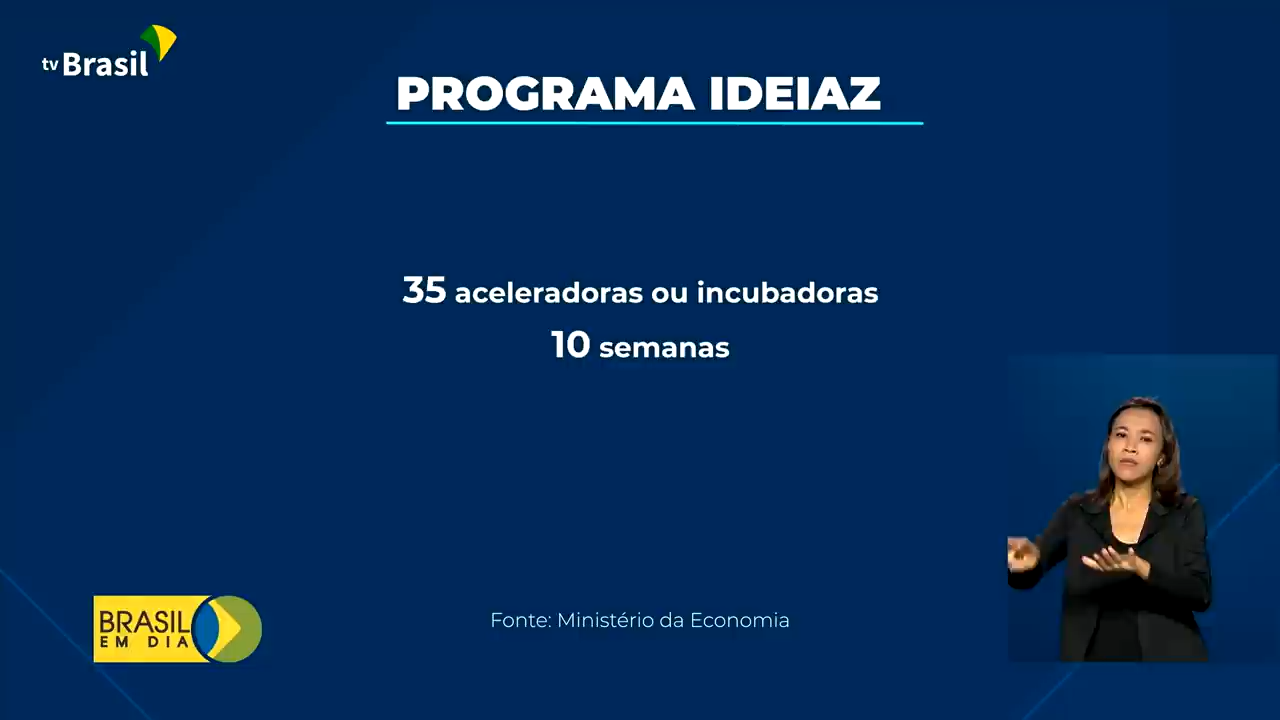 tv Brasil
PROGRAMA IDEIAZ
35 aceleradoras ou incubadoras
10 semanas
BRASIL
EM DIA
Fonte: Ministério da Economia